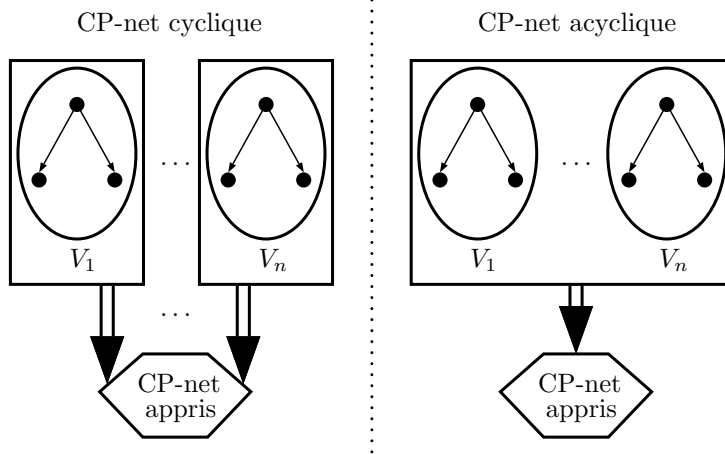 CP-net cyclique
CP-net acyclique
. . .
. . .
V1
Vn
V1
Vn
. . .
CP-net
appris
CP-net
appris